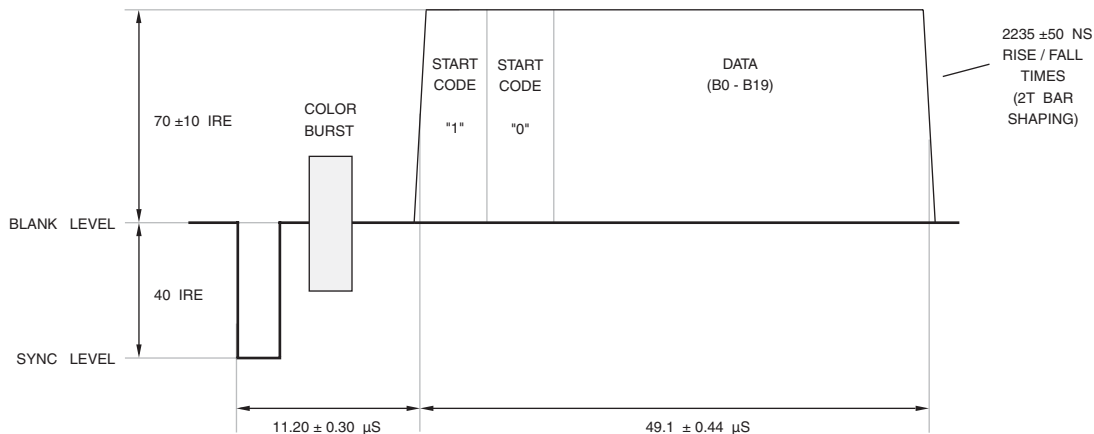 2235 ±50 NS
RISE / FALL
TIMES
(2T BAR
SHAPING)
START
CODE
"1"
START
CODE
"0"
DATA
(B0 - B19)
COLOR
BURST
70 ±10 IRE
BLANK LEVEL
40 IRE
SYNC LEVEL
11.20 ± 0.30 µS
49.1 ± 0.44 µS